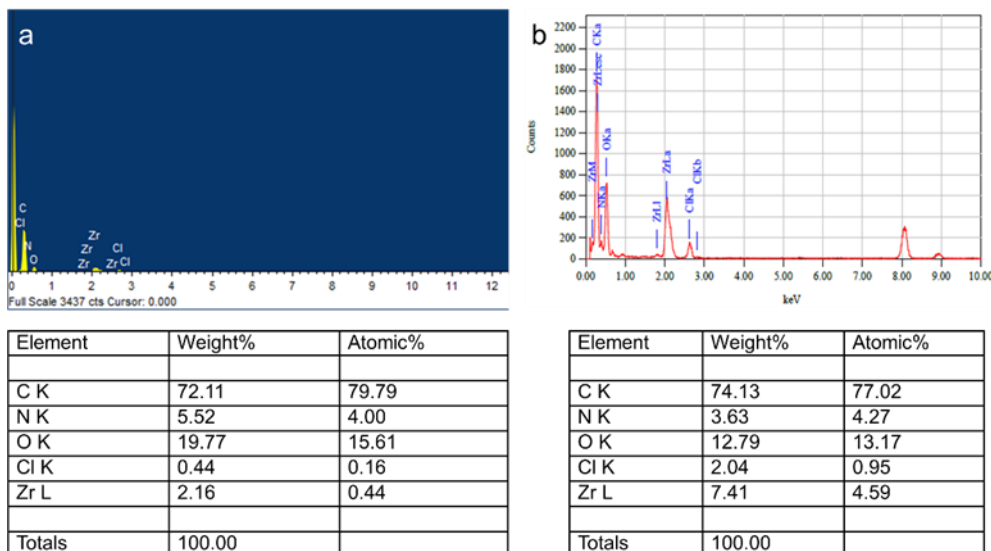 a
C
Cl
N
O
Zr
Zr
Zr
Cl
Zr
Cl
0 1 2 3 4 5 6 7 8 9 10 11 12
Full Scale 3437 cts Cursor: 0.000
b
Counts
2200
2000
1800
1600
1400
1200
1000
800
600
400
200
0
ZrM
CKa
ZrLesc
NKa
OKa
ZrLl
ZrLa
ClKa
ClKb
0.00 1.00 2.00 3.00 4.00 5.00 6.00 7.00 8.00 9.00 10.00
keV
Element Weight% Atomic%
C K 72.11 79.79
N K 5.52 4.00
O K 19.77 15.61
Cl K 0.44 0.16
Zr L 2.16 0.44
Totals 100.00
Element Weight% Atomic%
C K 74.13 77.02
N K 3.63 4.27
O K 12.79 13.17
Cl K 2.04 0.95
Zr L 7.41 4.59
Totals 100.00